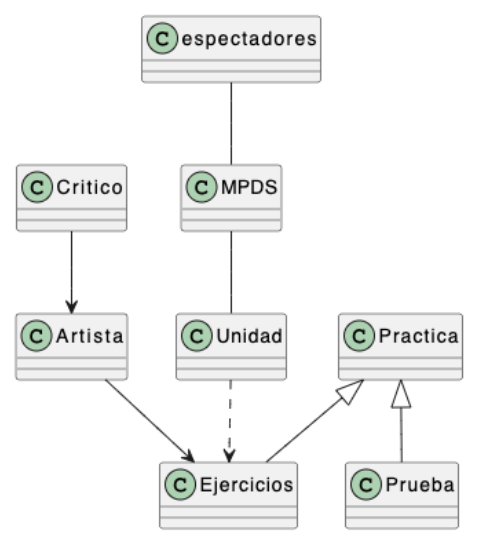 C espectadores
C Critico
C MPDS
C Artista
C Unidad
C Practica
C Ejercicios
C Prueba